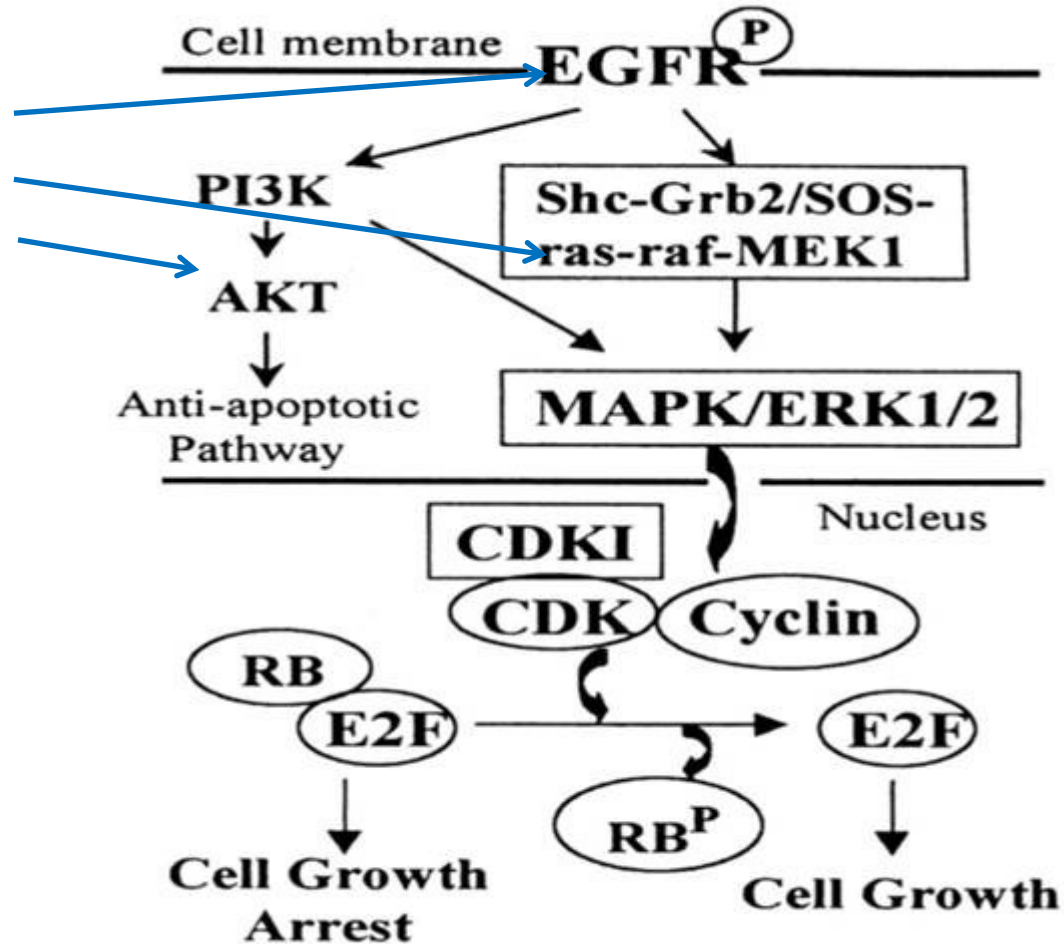 Cell membrane
EGFR
P
PI3K
Shc-Grb2/SOS-
ras-raf-MEK1
AKT
Anti-apoptotic
Pathway
MAPK/ERK1/2
Nucleus
CDKI
CDK
Cyclin
RB
E2F
E2F
RBᴾ
Cell Growth
Arrest
Cell Growth